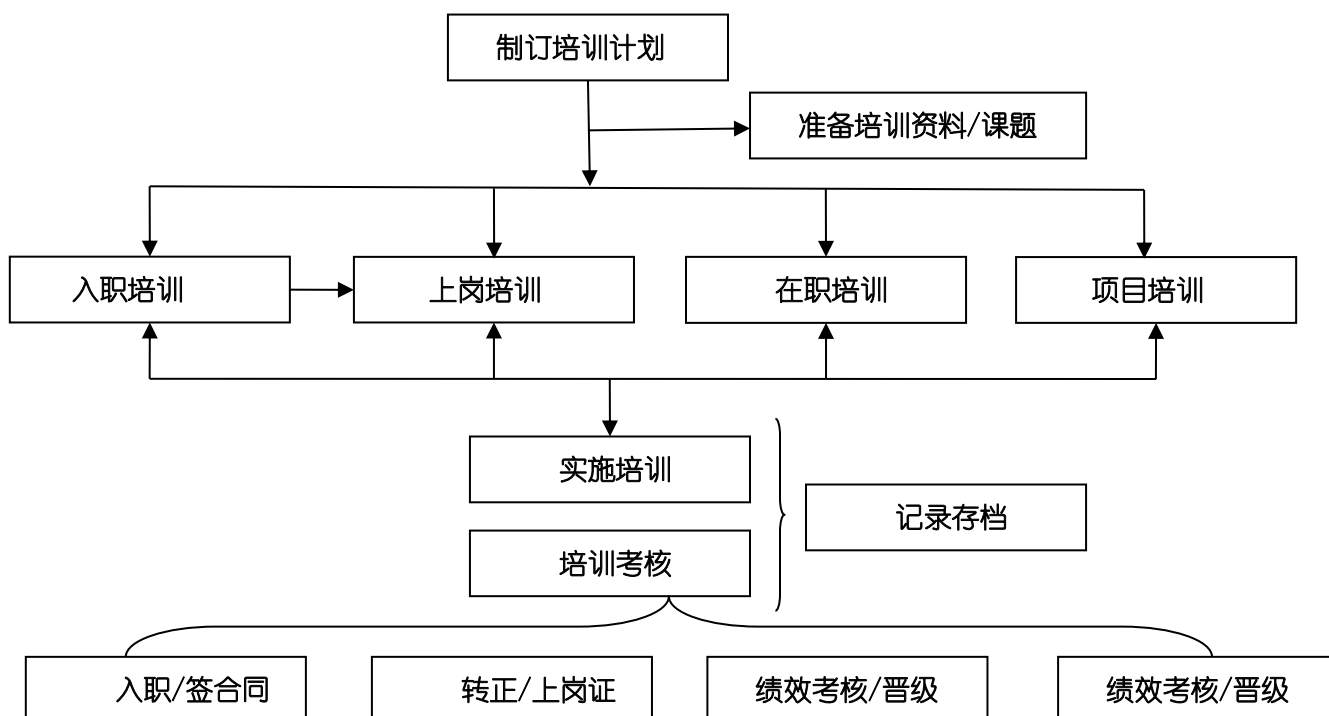 制订培训计划
准备培训资料/课题
入职培训
上岗培训
在职培训
项目培训
实施培训
记录存档
培训考核
入职/签合同
转正/上岗证
绩效考核/晋级
绩效考核/晋级